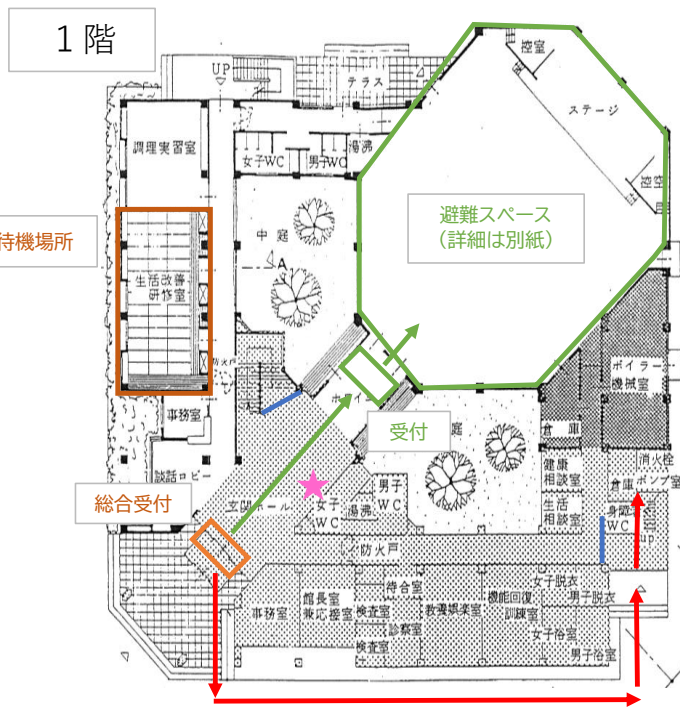 １階
UP
テラス
控室
ステージ
調理実習室
女子WC
男子WC
湯沸
控室
避難スペース
（詳細は別紙）
待機場所
中庭
A
生活改善
研修室
防火戸
ボイラー
機械室
事務室
受付
庭
倉庫
談話ロビー
健康
相談室
消火栓
ポンプ室
倉庫
総合受付
玄関ホール
女子
WC
湯沸
男子
WC
生活
相談室
WC
up
防火戸
事務室
館長室
兼応接室
検査室
検査室
待合室
診察室
教養娯楽室
機能回復
訓練室
女子脱衣
男子脱衣
女子浴室
男子浴室